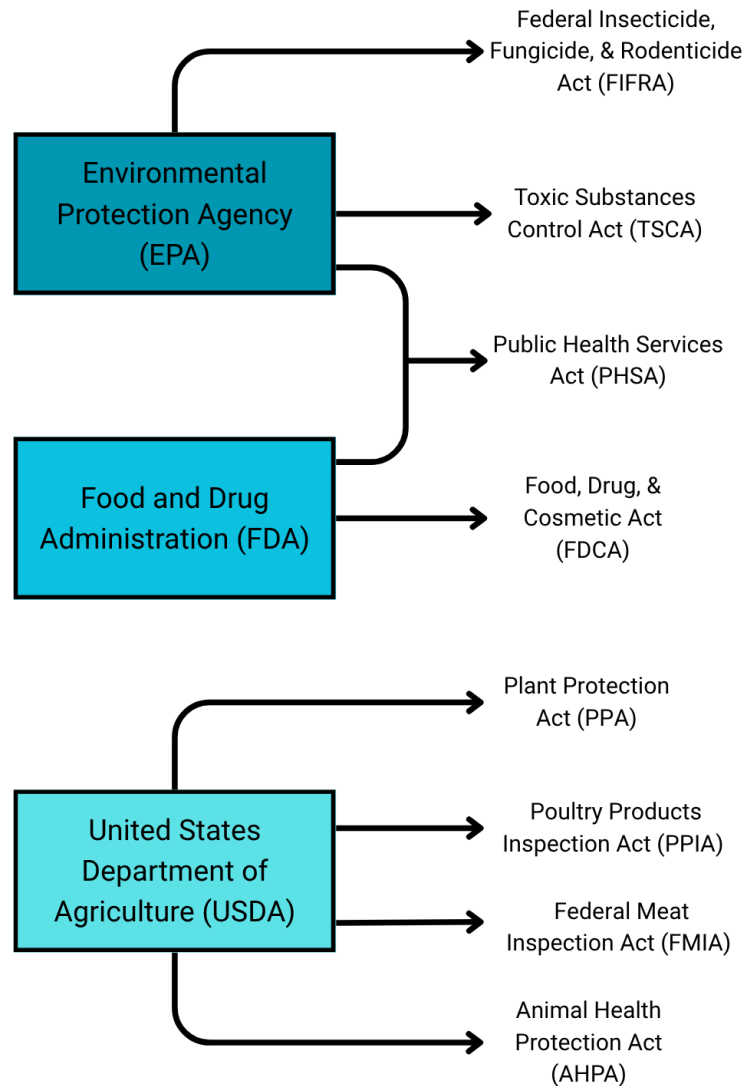 Federal Insecticide,
Fungicide, & Rodenticide
Act (FIFRA)
Environmental
Protection Agency
(EPA)
Toxic Substances
Control Act (TSCA)
Public Health Services
Act (PHSA)
Food and Drug
Administration (FDA)
Food, Drug, &
Cosmetic Act
(FDCA)
Plant Protection
Act (PPA)
United States
Department of
Agriculture (USDA)
Poultry Products
Inspection Act (PPIA)
Federal Meat
Inspection Act (FMIA)
Animal Health
Protection Act
(AHPA)